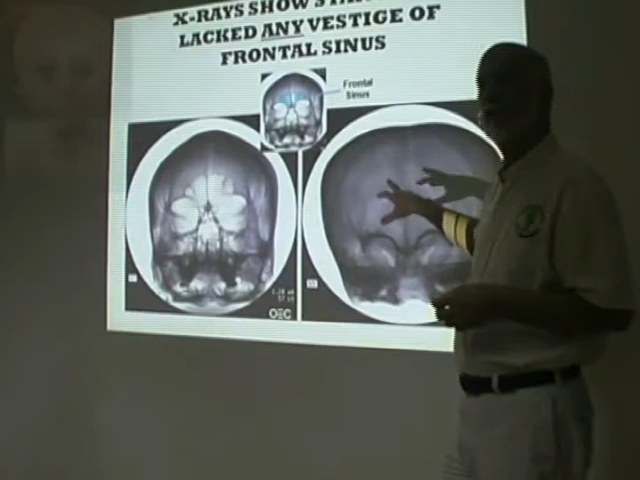 X-RAYS SHOW
LACKED ANY VESTIGE OF
FRONTAL SINUS
Frontal
Sinus
OEC